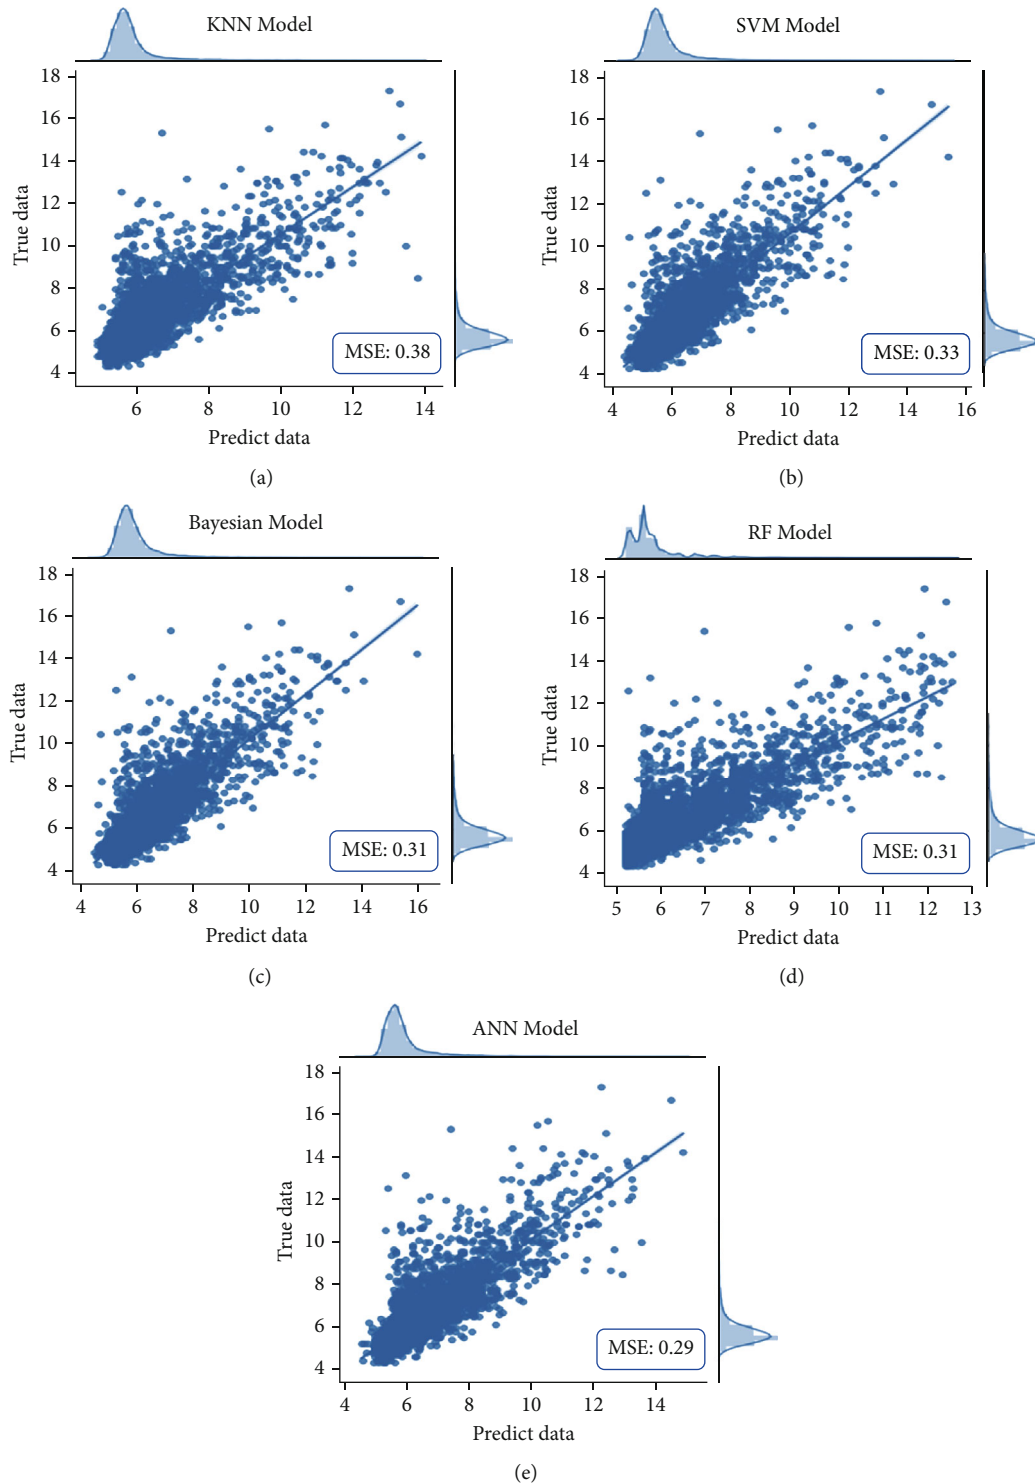 KNN Model
18
16
14
12
10
8
6
4
True data
MSE: 0.38
6 8 10 12 14
Predict data
(a)
SVM Model
18
16
14
12
10
8
6
4
True data
MSE: 0.33
4 6 8 10 12 14 16
Predict data
(b)
Bayesian Model
18
16
14
12
10
8
6
4
True data
MSE: 0.31
4 6 8 10 12 14 16
Predict data
(c)
RF Model
18
16
14
12
10
8
6
4
True data
MSE: 0.31
5 6 7 8 9 10 11 12 13
Predict data
(d)
ANN Model
18
16
14
12
10
8
6
4
True data
MSE: 0.29
4 6 8 10 12 14
Predict data
(e)